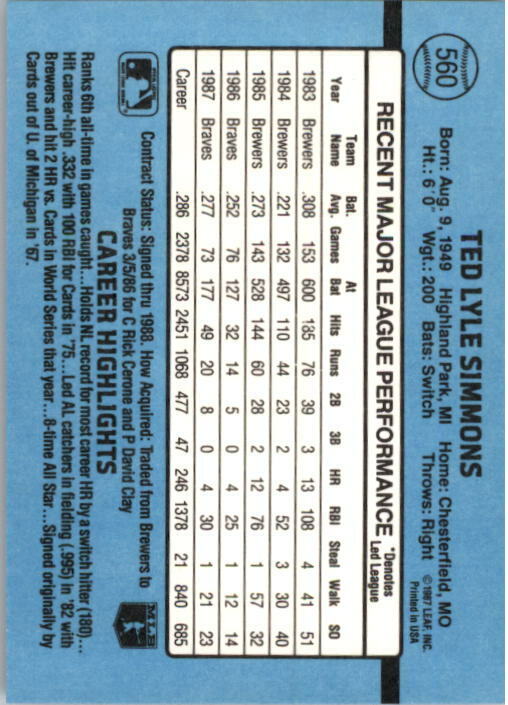 560
TED LYLE SIMMONS
Born: Aug. 9, 1949 Highland Park, MI Home: Chesterfield, MO
Ht.: 6'0" Wgt.: 200 Bats: Switch Throws: Right
©1987 LEAF, INC.
Printed in USA
RECENT MAJOR LEAGUE PERFORMANCE *Denotes Led League
Year Team Name Bat. Avg. Games At Bat Hits Runs 2B 3B HR RBI Steal Walk SO
1983 Brewers .308 153 600 185 76 39 3 13 108 4 41 51
1984 Brewers .221 132 497 110 44 23 2 4 52 3 30 40
1985 Brewers .273 143 528 144 60 28 2 12 76 1 57 32
1986 Braves .252 76 127 32 14 5 0 4 25 1 12 14
1987 Braves .277 73 177 49 20 8 0 4 30 1 21 23
Career .286 2378 8573 2451 1068 477 47 246 1378 21 840 685
Contract Status: Signed thru 1988. How Acquired: Traded from Brewers to
Braves 3/5/86 for C Rick Cerone and P David Clay
MLB
CAREER HIGHLIGHTS
Ranks 6th all-time in games caught...Holds NL record for most career HR by a switch hitter (180)...
Hit career-high .332 with 100 RBI for Cards in '75...Led AL catchers in fielding (.995) in '82 with
Brewers and hit 2 HR vs. Cards in World Series that year...8-time All Star...Signed originally by
Cards out of U. of Michigan in '67.